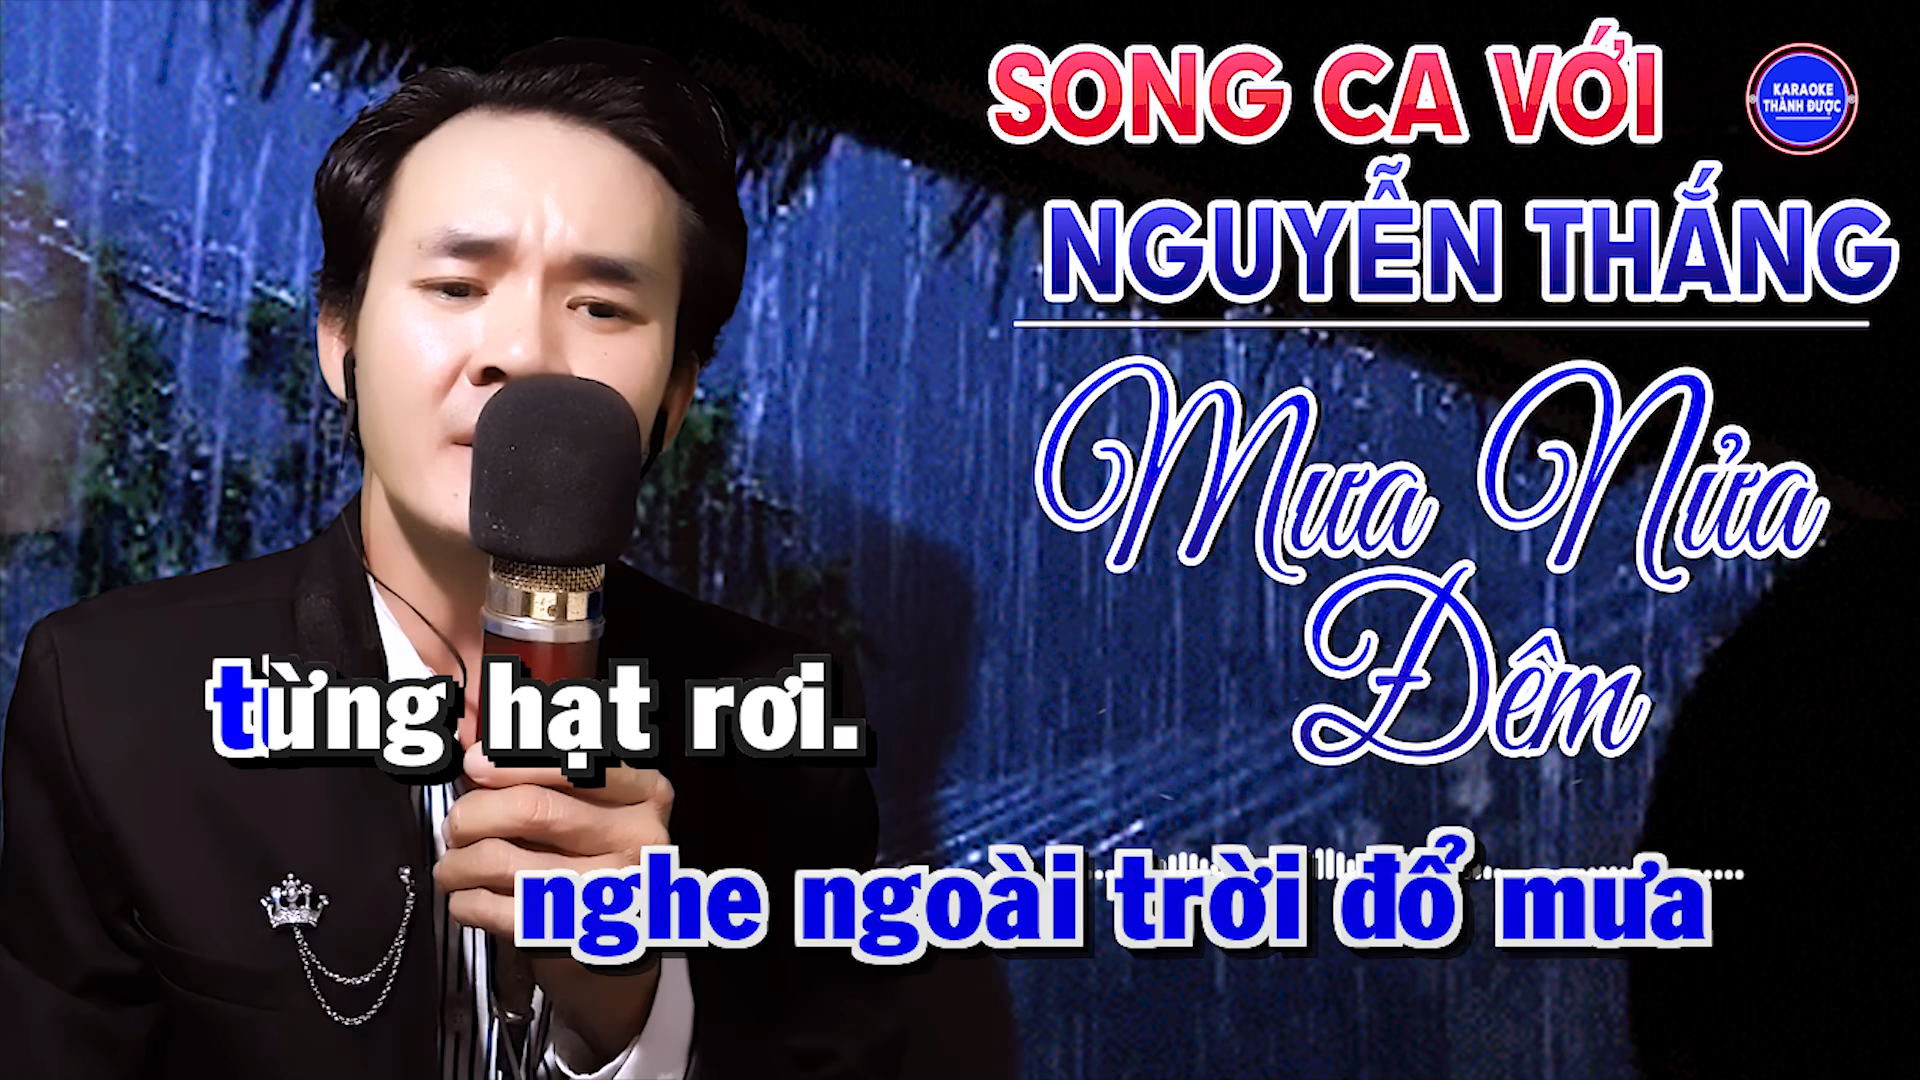 SONG CA VỚI
KARAOKE
THÀNH ĐƯỢC
NGUYỄN THẮNG
Mưa Nửa
Đêm
từng hạt rơi.
nghe ngoài trời đổ mưa